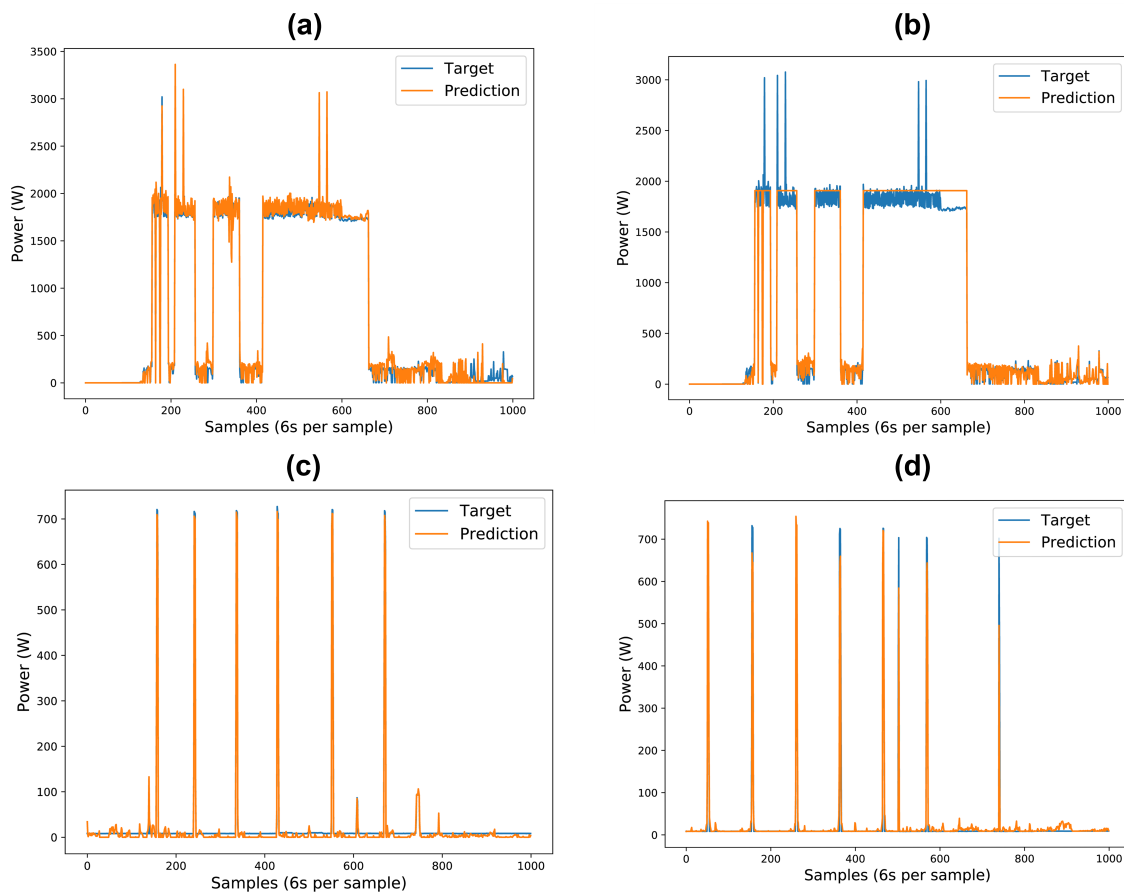 (a)
3500
3000
2500
2000
1500
1000
500
0
Power (W)
Target
Prediction
0 200 400 600 800 1000
Samples (6s per sample)
(b)
3000
2500
2000
1500
1000
500
0
Power (W)
Target
Prediction
0 200 400 600 800 1000
Samples (6s per sample)
(c)
700
600
500
400
300
200
100
0
Power (W)
Target
Prediction
0 200 400 600 800 1000
Samples (6s per sample)
(d)
700
600
500
400
300
200
100
0
Power (W)
Target
Prediction
0 200 400 600 800 1000
Samples (6s per sample)